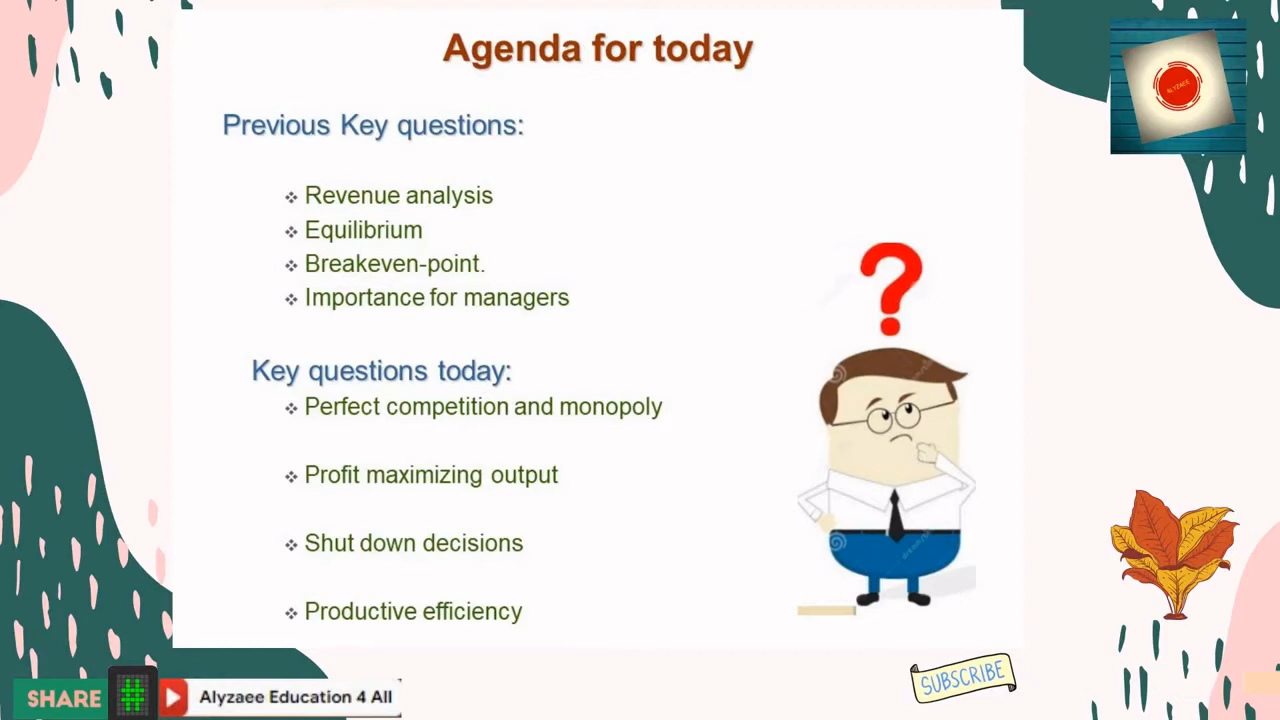 Agenda for today
ALYZAEE
Previous Key questions:
Revenue analysis
Equilibrium
Breakeven-point.
Importance for managers
?
Key questions today:
Perfect competition and monopoly
Profit maximizing output
Shut down decisions
Productive efficiency
SUBSCRIBE
SHARE
Alyzaee Education 4 All